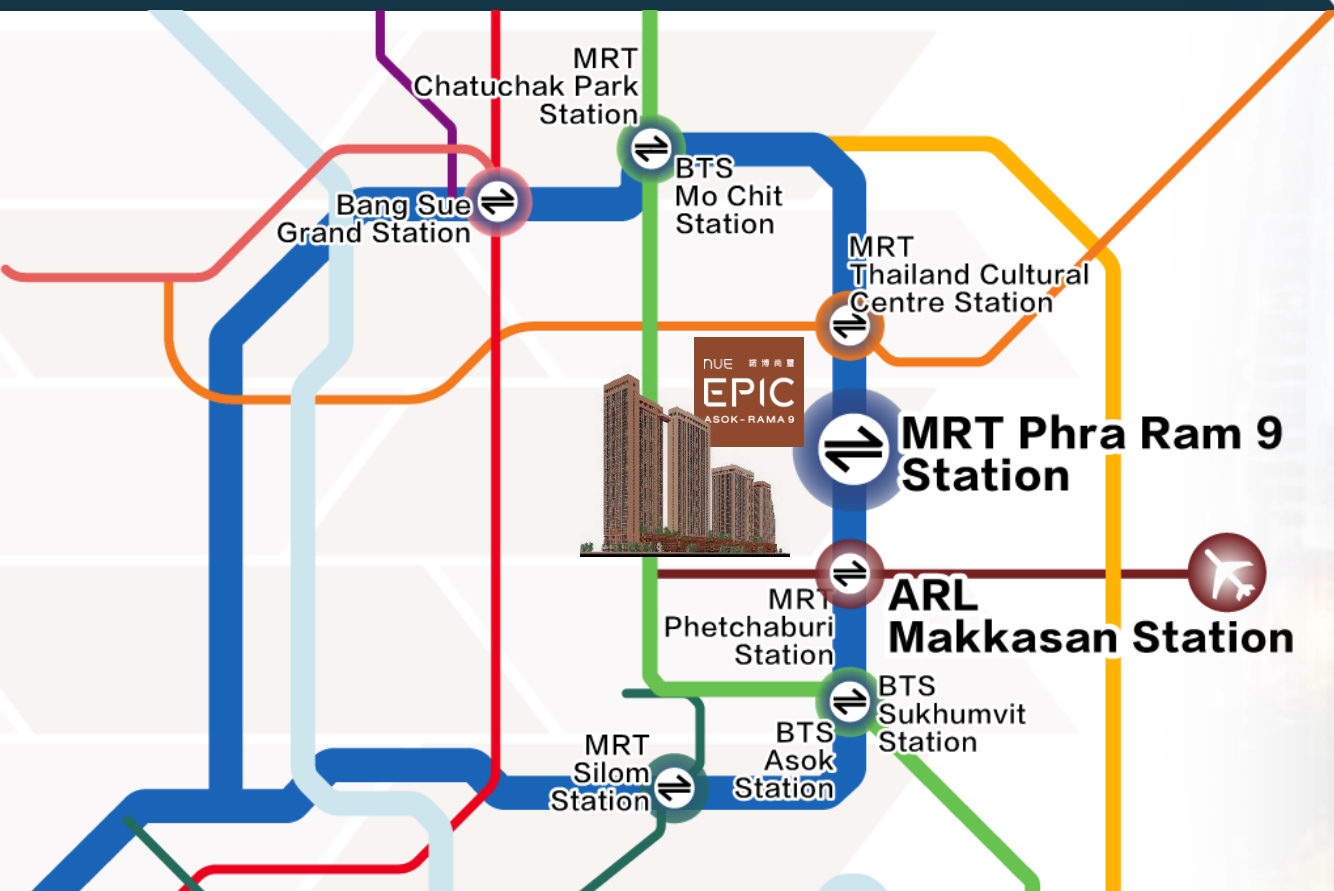 MRT
Chatuchak Park
Station
BTS
Mo Chit
Station
Bang Sue
Grand Station
MRT
Thailand Cultural
Centre Station
nUE 諾博尚璽
EPIC
ASOK-RAMA 9
MRT Phra Ram 9
Station
ARL
Makkasan Station
MRT
Phetchaburi
Station
BTS
Sukhumvit
Station
BTS
Asok
Station
MRT
Silom
Station